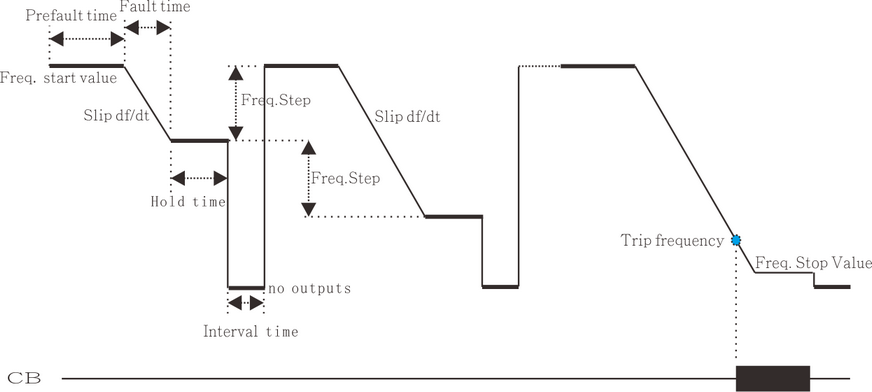 Fault time
Prefault time
Freq. start value
Slip df/dt
Freq.Step
Slip df/dt
Freq.Step
Hold time
Trip frequency
Freq. Stop Value
no outputs
Interval time
CB